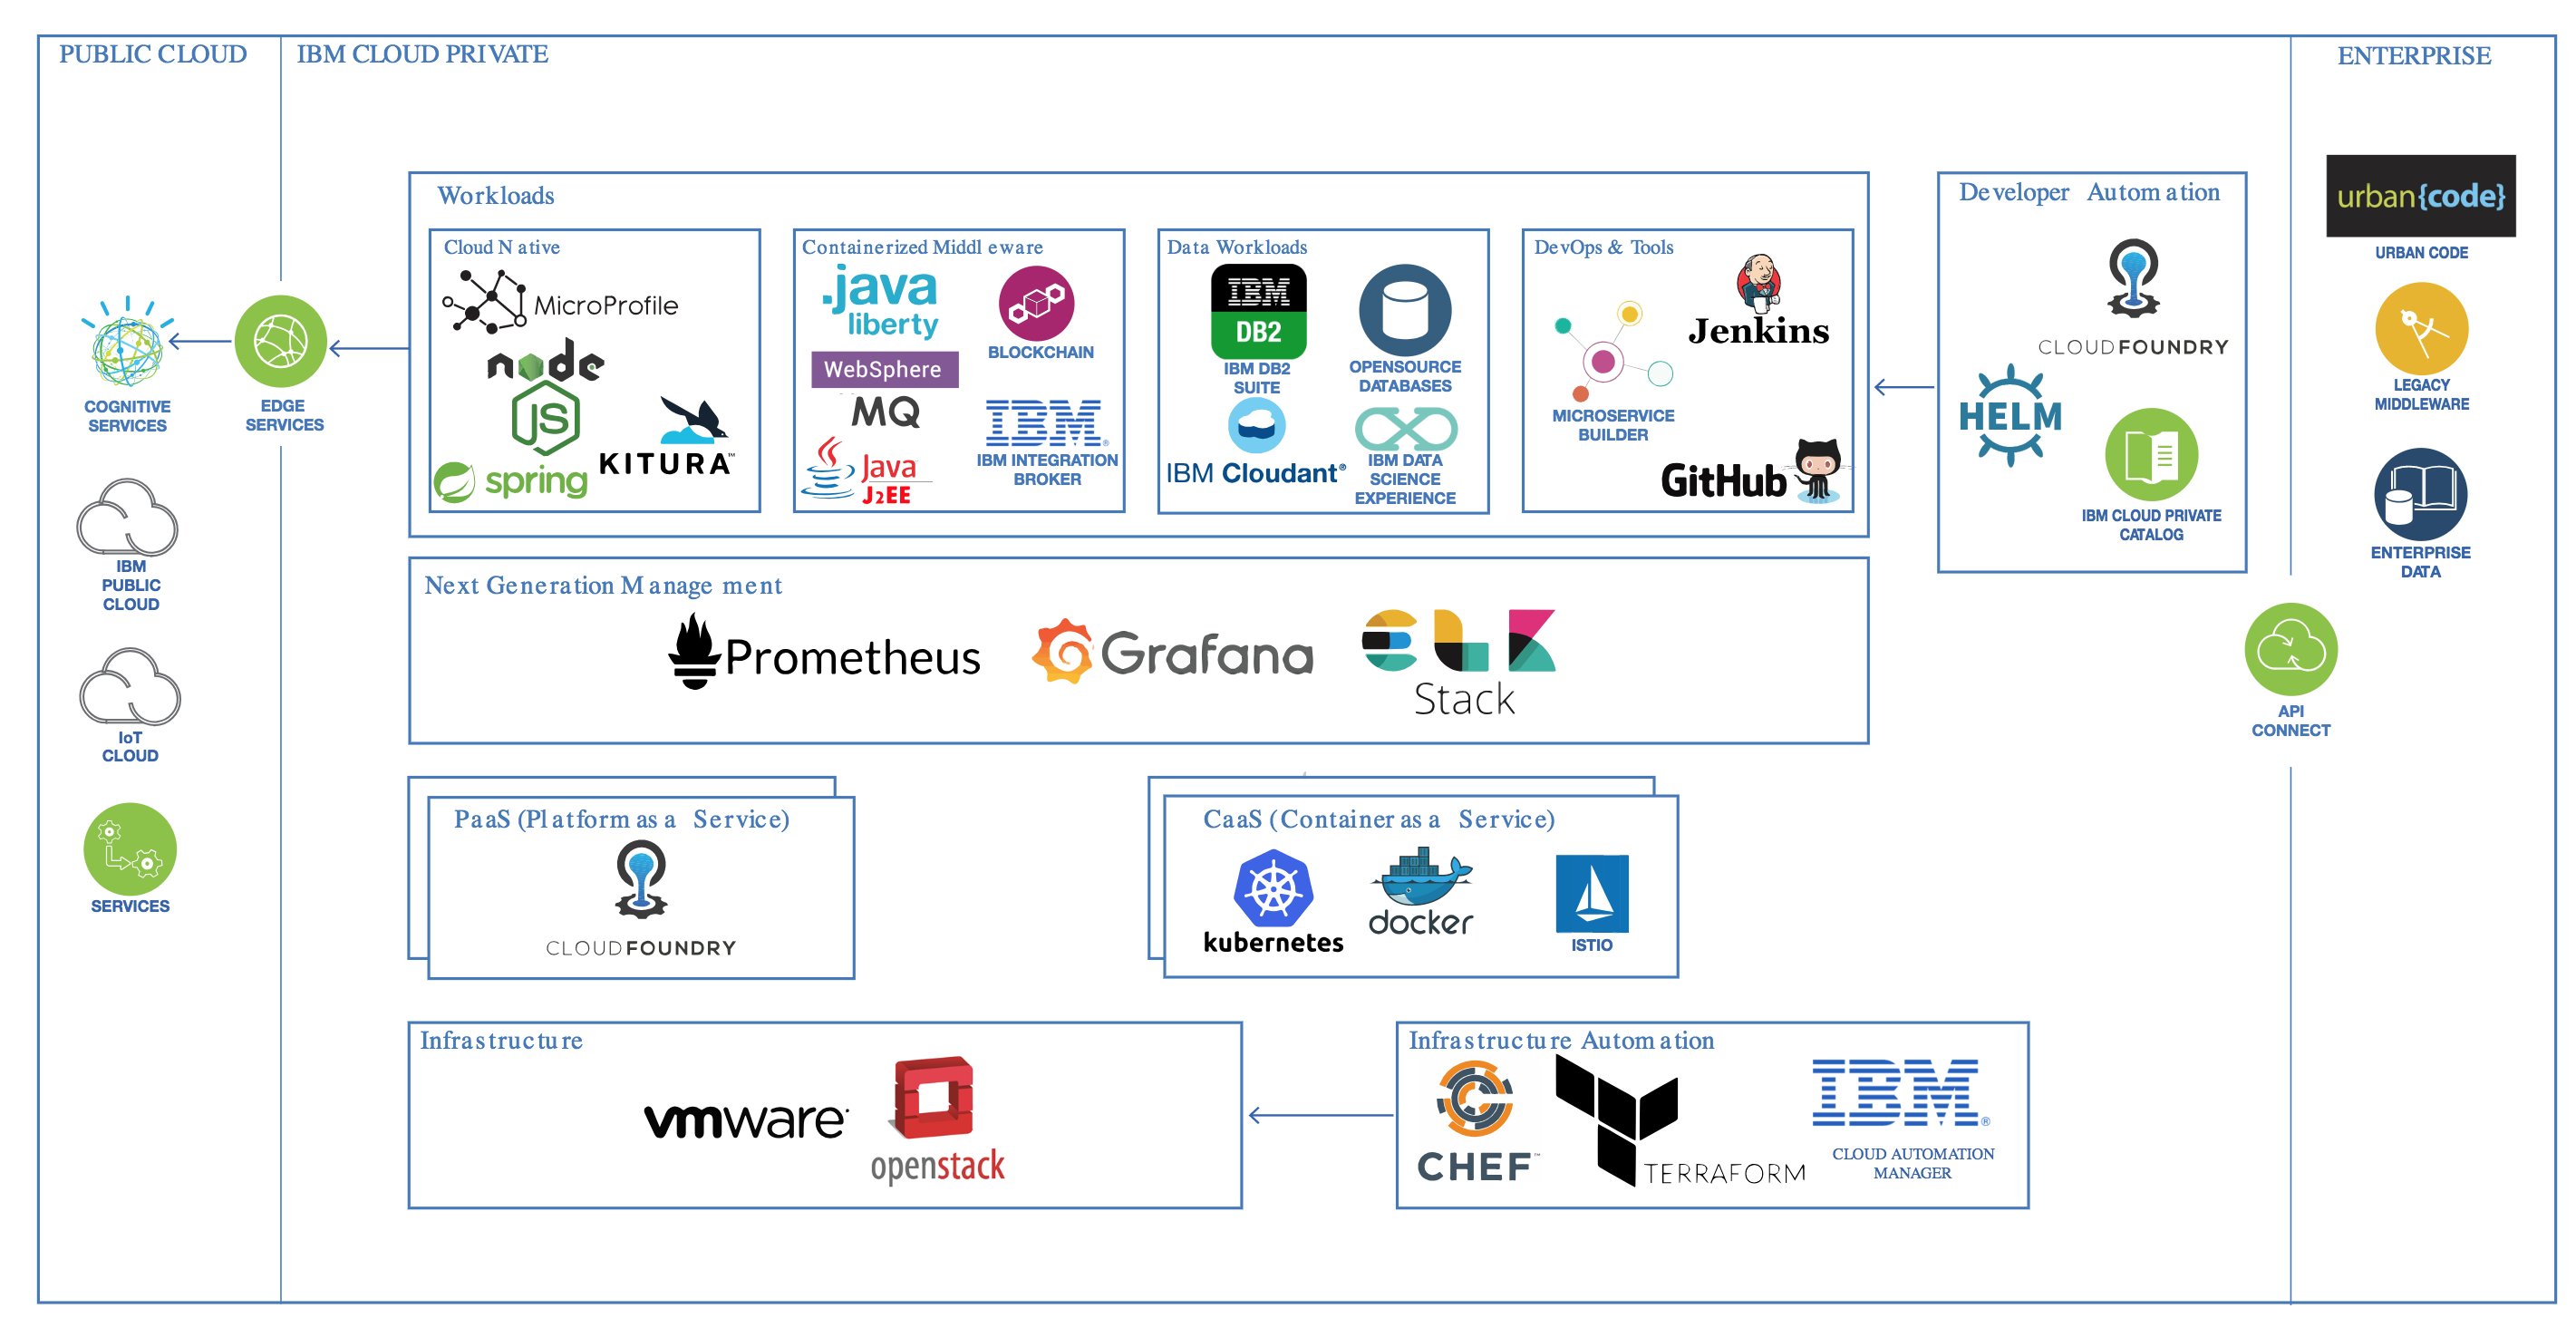 PUBLIC CLOUD
IBM CLOUD PRIVATE
ENTERPRISE
COGNITIVE
SERVICES
EDGE
SERVICES
IBM
PUBLIC
CLOUD
IoT
CLOUD
SERVICES
Workloads
Cloud Native
MicroProfile
node
JS
spring
KITURA™
Containerized Middleware
.java
liberty
BLOCKCHAIN
WebSphere
MQ
IBM®
IBM INTEGRATION
BROKER
Java
J2EE
Data Workloads
IBM
DB2
IBM DB2
SUITE
OPENSOURCE
DATABASES
IBM Cloudant®
IBM DATA
SCIENCE
EXPERIENCE
DevOps & Tools
Jenkins
MICROSERVICE
BUILDER
GitHub
Developer Automation
CLOUDFOUNDRY
HELM
IBM CLOUD PRIVATE
CATALOG
urban{code}
URBAN CODE
LEGACY
MIDDLEWARE
ENTERPRISE
DATA
API
CONNECT
Next Generation Management
Prometheus
Grafana
ELK
Stack
PaaS (Platform as a Service)
CLOUDFOUNDRY
CaaS (Container as a Service)
kubernetes
docker
ISTIO
Infrastructure
vmware
openstack
Infrastructure Automation
CHEF™
TERRAFORM
IBM®
CLOUD AUTOMATION
MANAGER